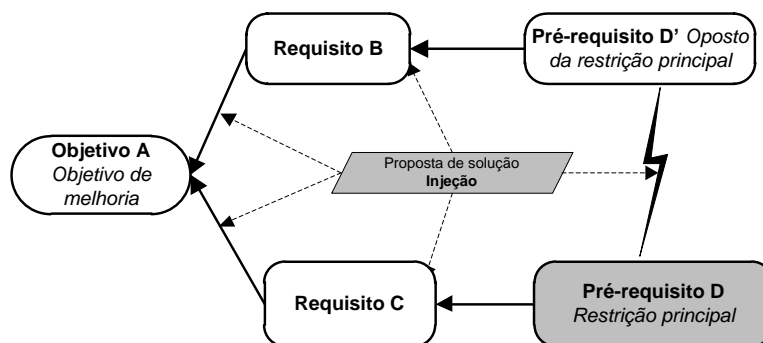 Requisito B
Pré-requisito D' Oposto
da restrição principal
Objetivo A
Objetivo de
melhoria
Proposta de solução
Injeção
Requisito C
Pré-requisito D
Restrição principal